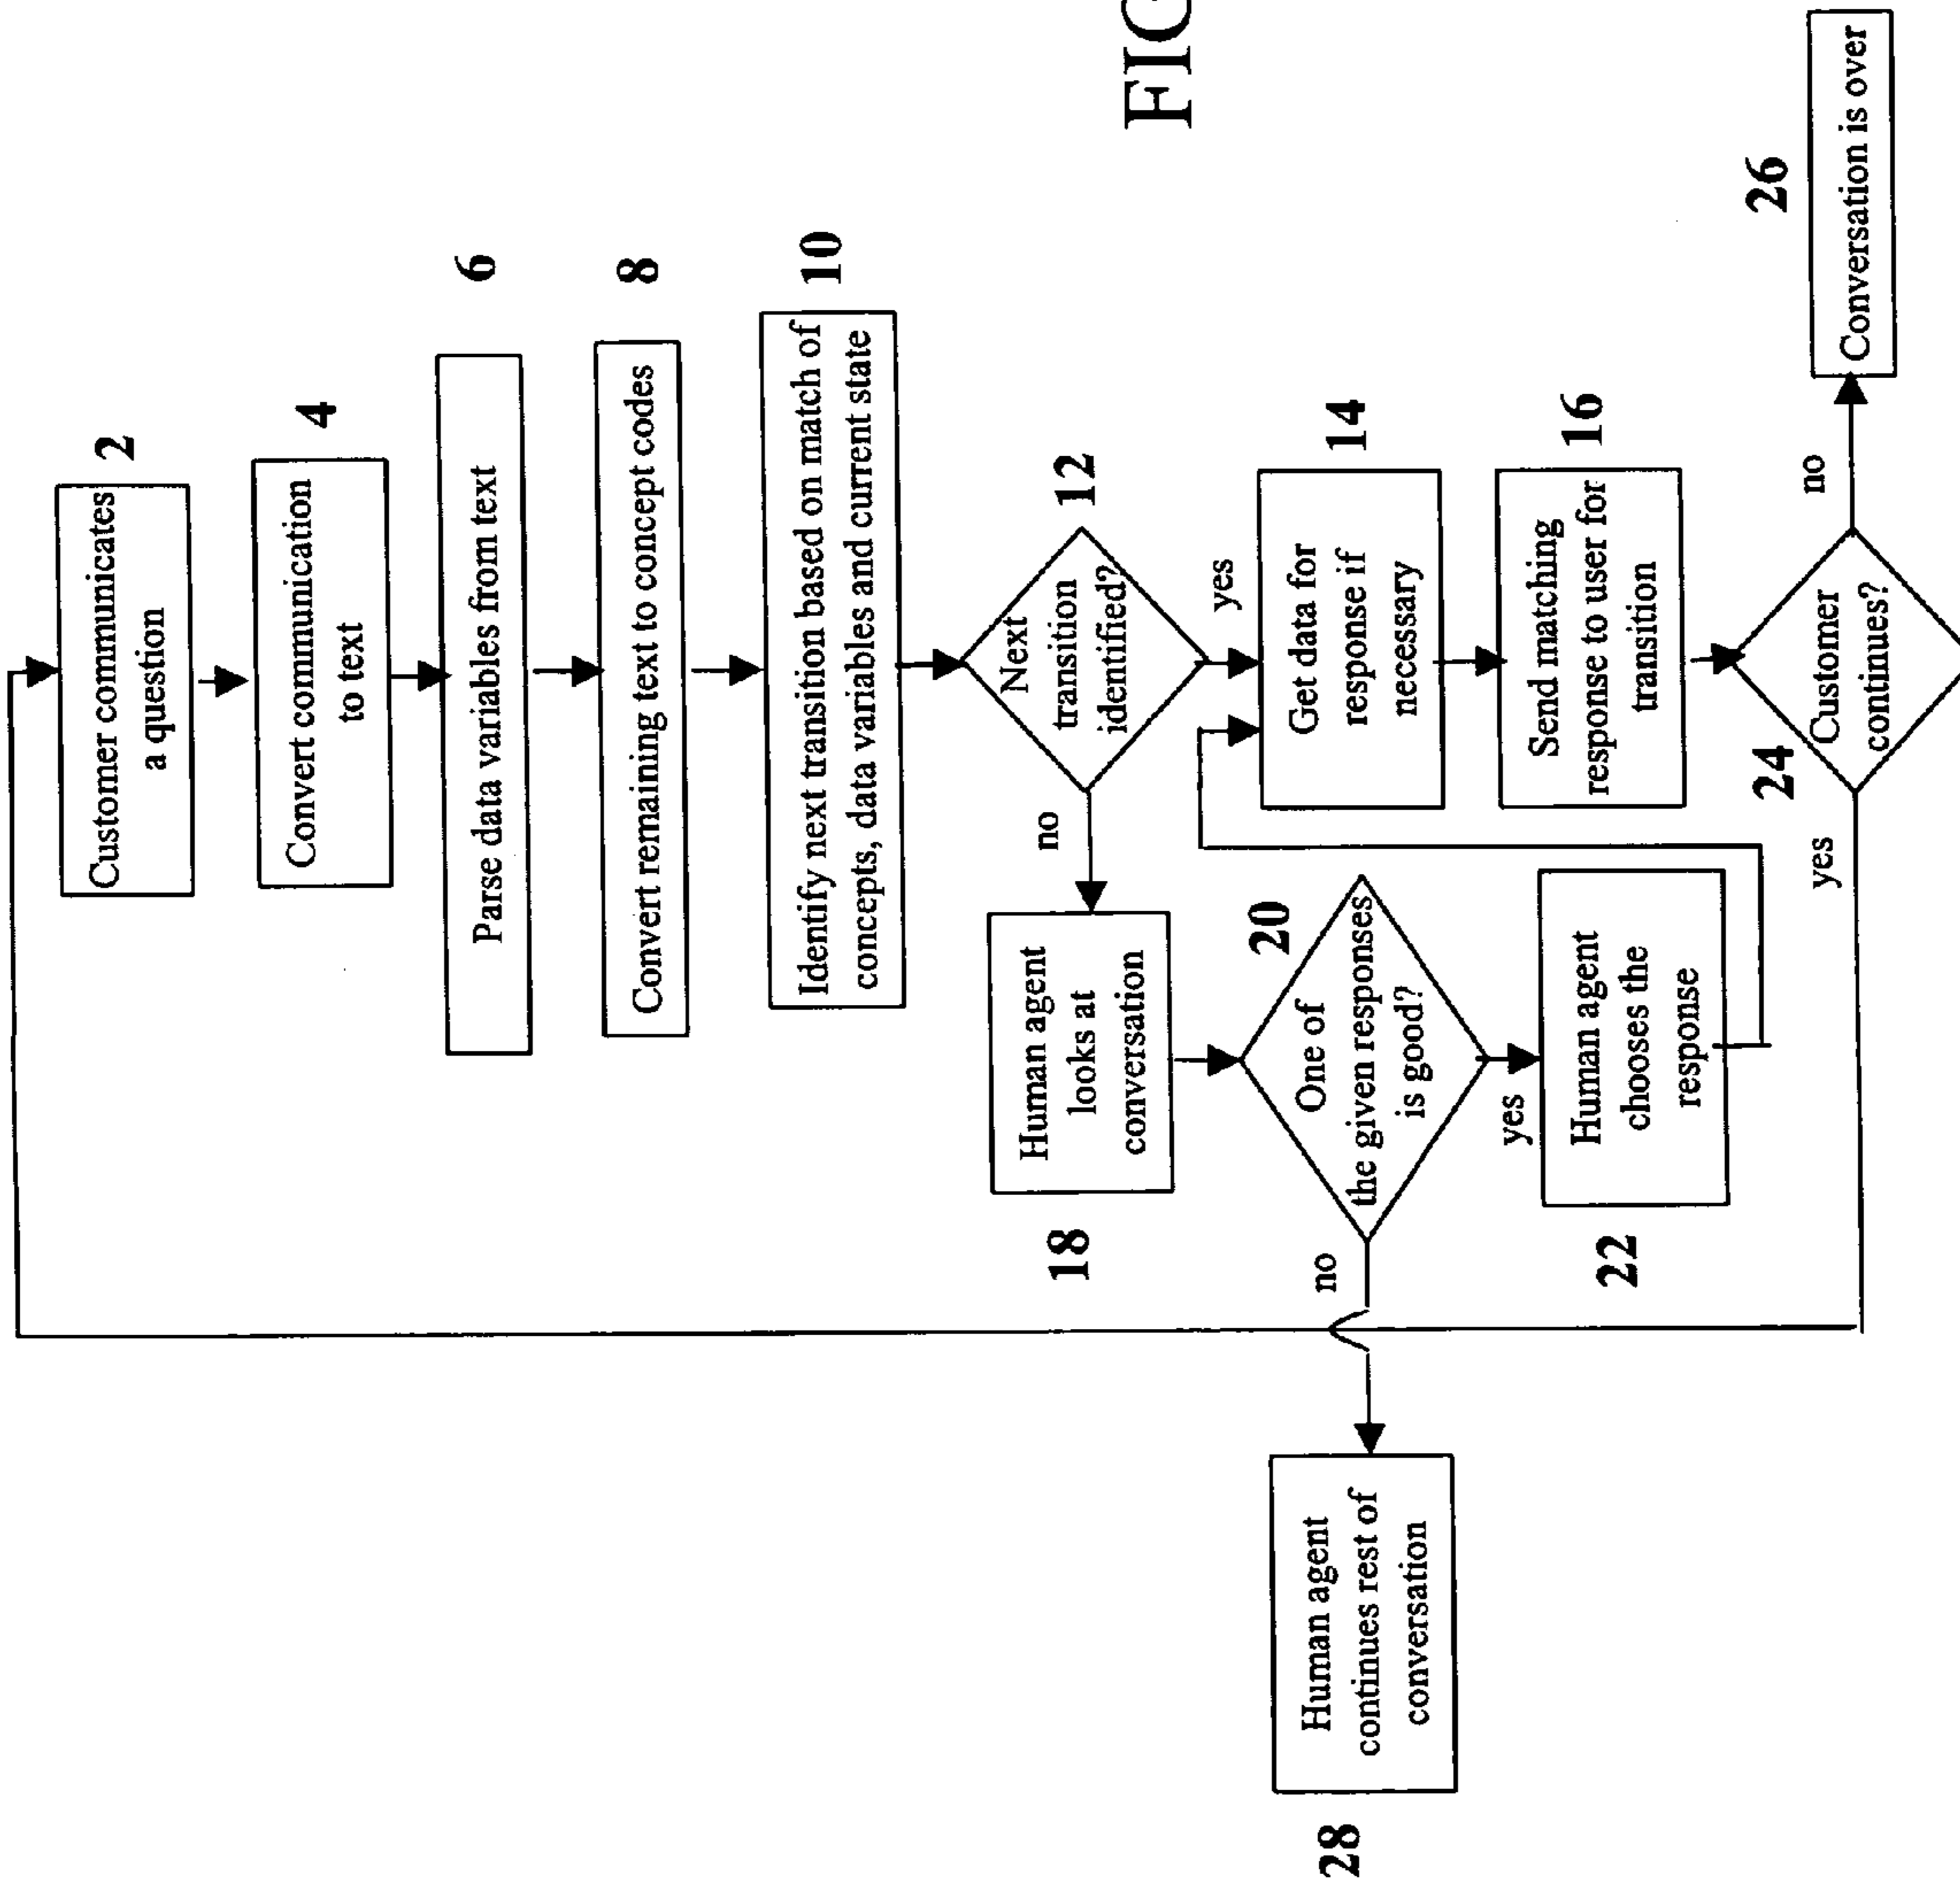 Customer communicates
a question
2
Convert communication
to text
4
Parse data variables from text
6
Convert remaining text to concept codes
8
Identify next transition based on match of
concepts, data variables and current state
10
Next
transition
identified?
12
no
yes
Human agent
looks at
conversation
18
Get data for
response if
necessary
14
One of
the given responses
is good?
20
no
yes
Human agent
continues rest of
conversation
28
Human agent
chooses the
response
22
Send matching
response to user for
transition
16
Customer
continues?
24
yes
no
Conversation is over
26
FIG